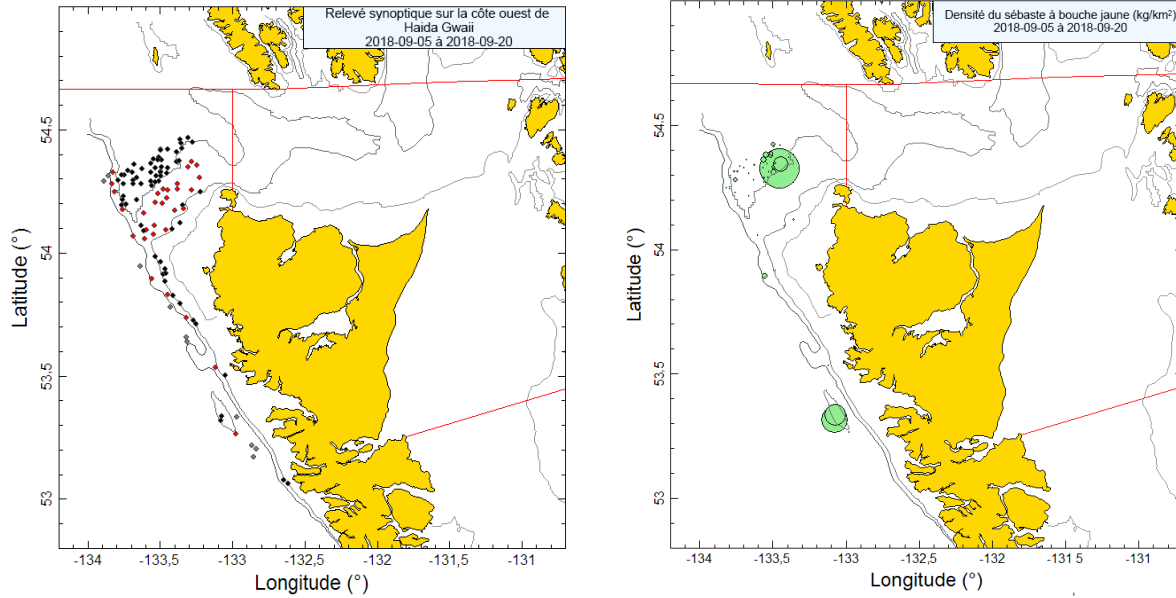 Relevé synoptique sur la côte ouest de
Haida Gwaii
2018-09-05 à 2018-09-20
54,5
54
53,5
53
Latitude (°)
-134
-133,5
-133
-132,5
-132
-131,5
-131
Longitude (°)
Densité du sébaste à bouche jaune (kg/km²)
2018-09-05 à 2018-09-20
54,5
54
53,5
53
Latitude (°)
-134
-133,5
-133
-132,5
-132
-131,5
-131
Longitude (°)